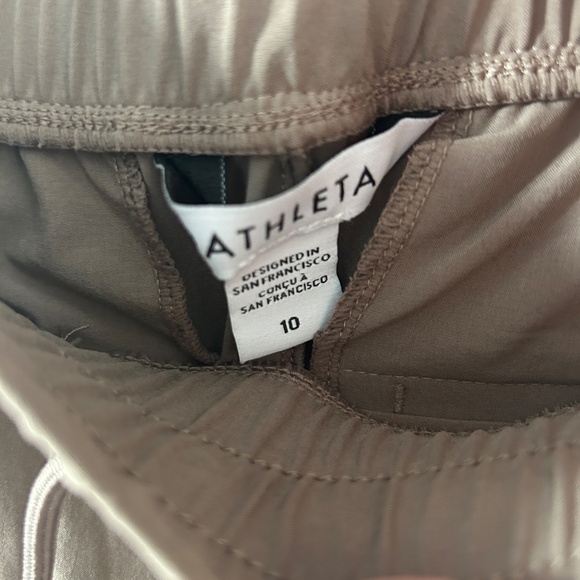 ATHLETA
DESIGNED IN
SAN FRANCISCO
CONÇU À
SAN FRANCISCO
10